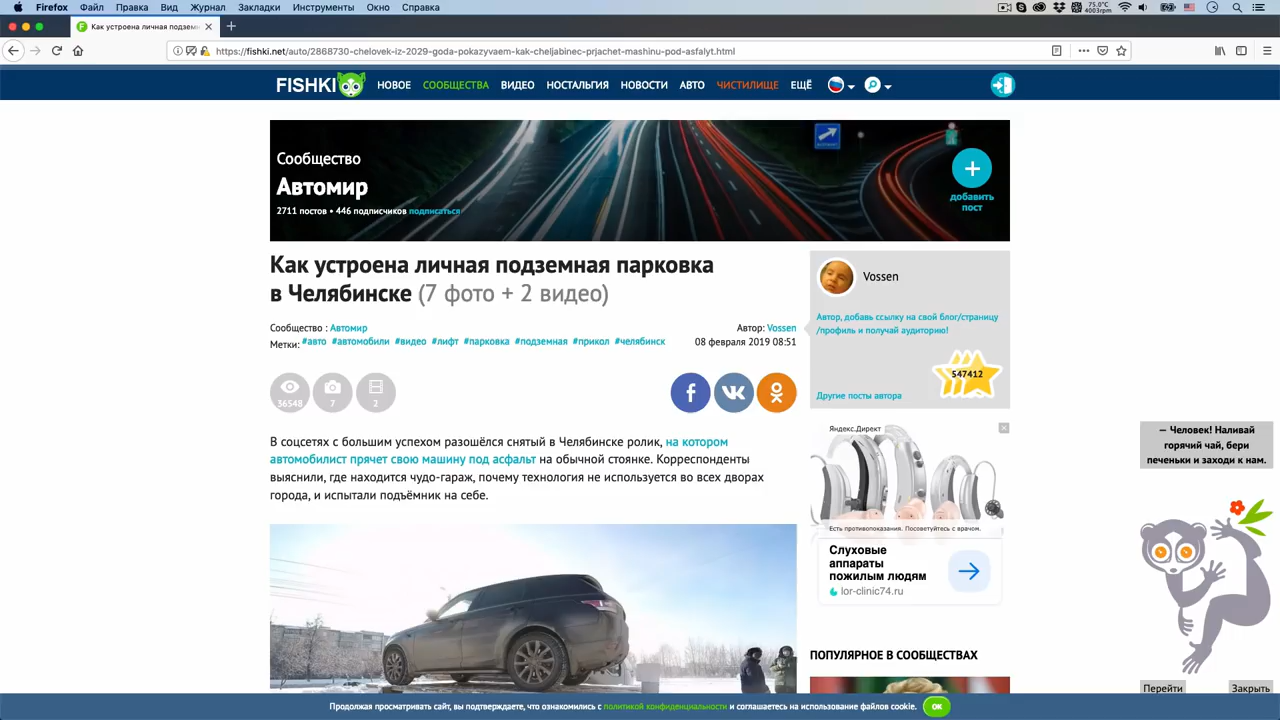 Firefox Файл Правка Вид Журнал Закладки Инструменты Окно Справка
75.0°C
4003rpm
Как устроена личная подземн
https://fishki.net/auto/2868730-chelovek-iz-2029-goda-pokazyvaem-kak-cheljabinec-prjachet-mashinu-pod-asfalyt.html
FISHKI НОВОЕ СООБЩЕСТВА ВИДЕО НОСТАЛЬГИЯ НОВОСТИ АВТО ЧИСТИЛИЩЕ ЕЩЁ
Сообщество
Автомир
2711 постов • 446 подписчиков подписаться
добавить
пост
Как устроена личная подземная парковка
в Челябинске (7 фото + 2 видео)
Сообщество : Автомир
Автор: Vossen
Метки: #авто #автомобили #видео #лифт #парковка #подземная #прикол #челябинск
08 февраля 2019 08:51
36548
7
2
Vossen
Автор, добавь ссылку на свой блог/страницу
/профиль и получай аудиторию!
547412
Другие посты автора
В соцсетях с большим успехом разошёлся снятый в Челябинске ролик, на котором
автомобилист прячет свою машину под асфальт на обычной стоянке. Корреспонденты
выяснили, где находится чудо-гараж, почему технология не используется во всех дворах
города, и испытали подъёмник на себе.
Яндекс.Директ
Есть противопоказания. Посоветуйтесь с врачом.
Слуховые
аппараты
пожилым людям
lor-clinic74.ru
— Человек! Наливай
горячий чай, бери
печеньки и заходи к нам.
ПОПУЛЯРНОЕ В СООБЩЕСТВАХ
Перейти
Закрыть
Продолжая просматривать сайт, вы подтверждаете, что ознакомились с политикой конфиденциальности и соглашаетесь на использование файлов cookie.
ОК